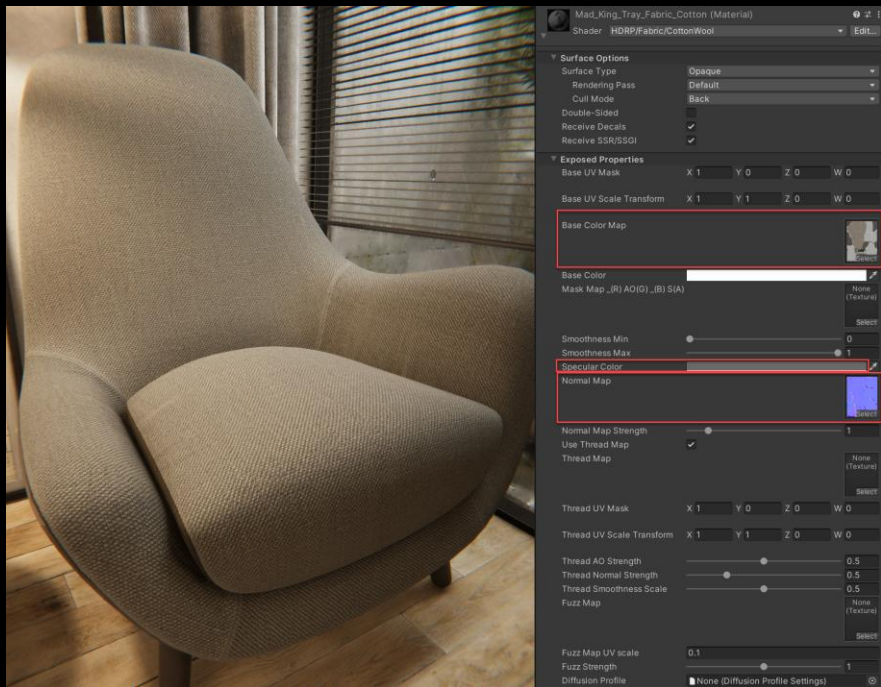 Mad_King_Tray_Fabric_Cotton (Material)
Shader HDRP/Fabric/CottonWool Edit...
Surface Options
Surface Type Opaque
Rendering Pass Default
Cull Mode Back
Double-Sided
Receive Decals
Receive SSR/SSGI
Exposed Properties
Base UV Mask X 1 Y 0 Z 0 W 0
Base UV Scale Transform X 1 Y 1 Z 0 W 0
Base Color Map
Select
Base Color
Mask Map _(R) AO(G) _(B) S(A) None
(Texture)
Select
Smoothness Min 0
Smoothness Max 1
Specular Color
Normal Map
Select
Normal Map Strength 1
Use Thread Map
Thread Map None
(Texture)
Select
Thread UV Mask X 1 Y 0 Z 0 W 0
Thread UV Scale Transform X 1 Y 1 Z 0 W 0
Thread AO Strength 0.5
Thread Normal Strength 0.5
Thread Smoothness Scale 0.5
Fuzz Map None
(Texture)
Select
Fuzz Map UV scale 0.1
Fuzz Strength 1
Diffusion Profile None (Diffusion Profile Settings)